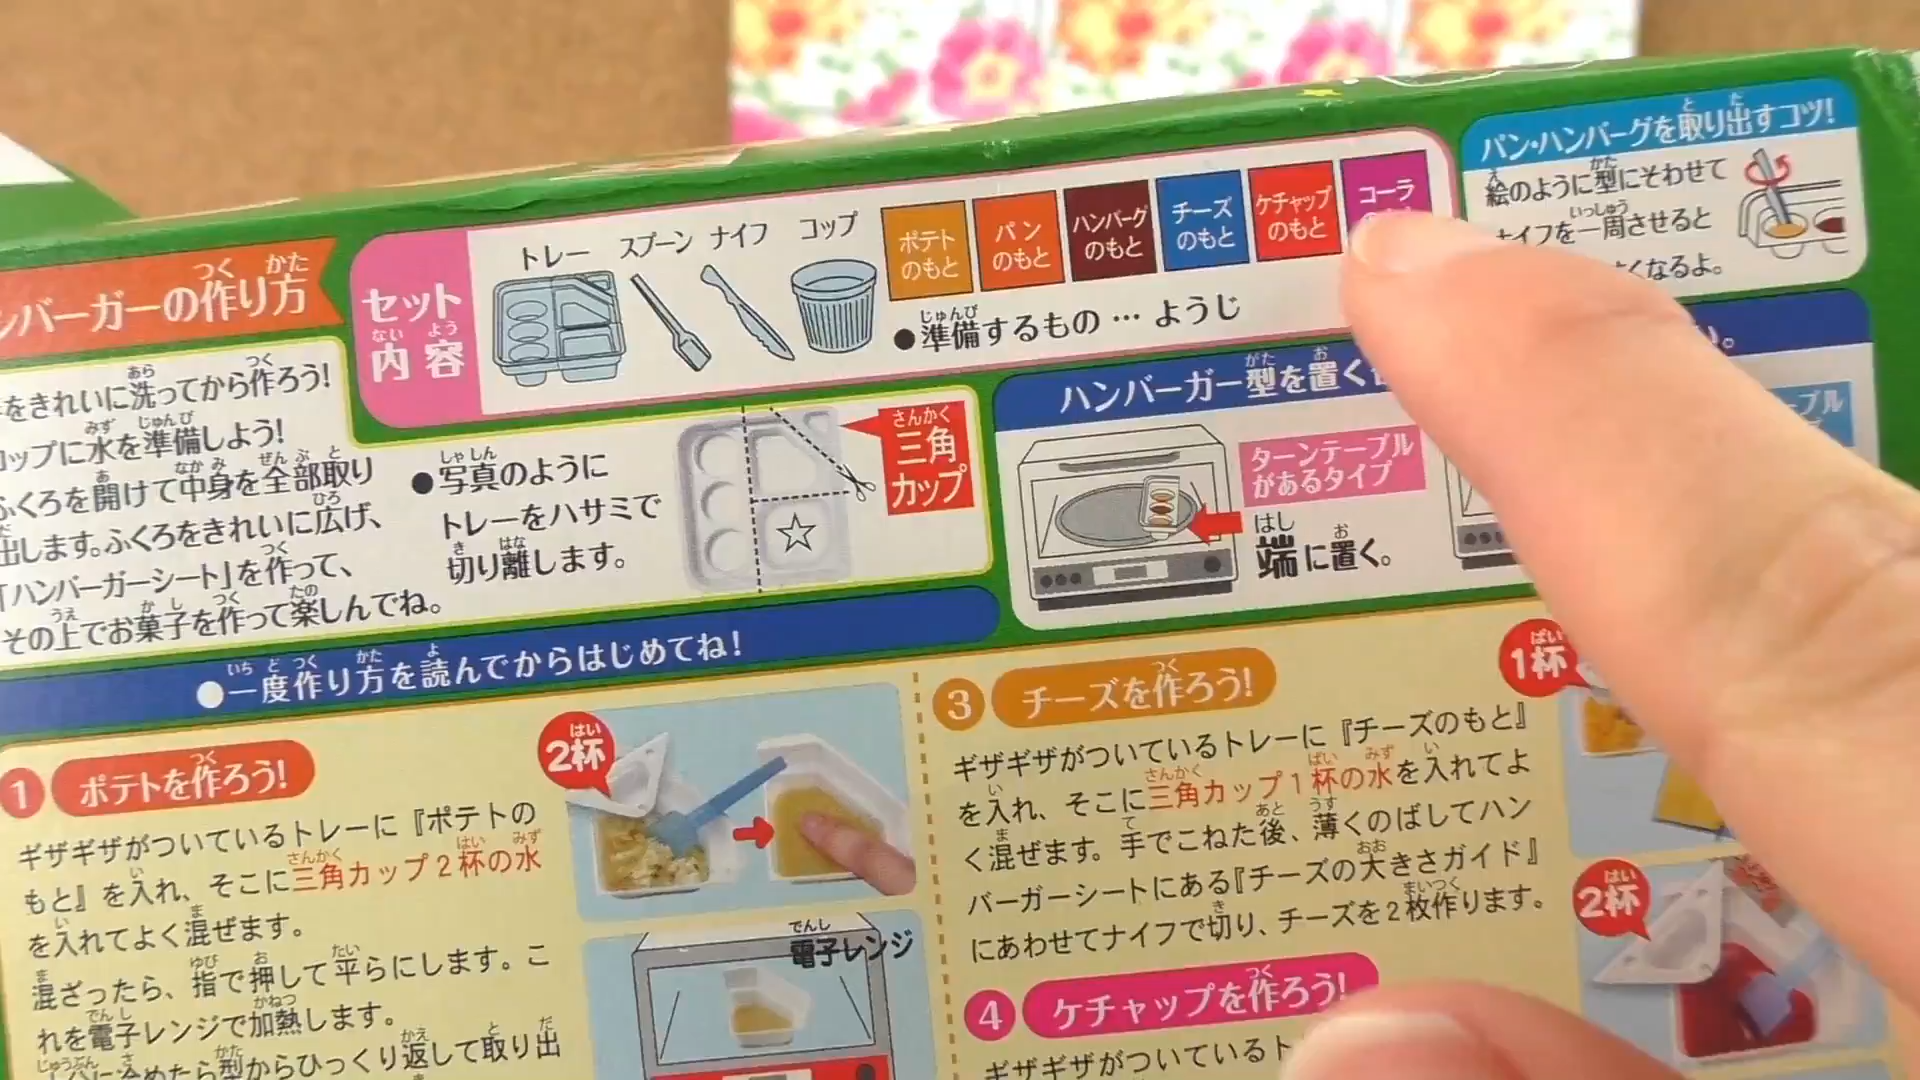 ンバーガーの作り方
セット
内容
トレー スプーン ナイフ コップ
ポテト
のもと
パン
のもと
ハンバーグ
のもと
チーズ
のもと
ケチャップ
のもと
コーラ
●準備するもの…ようじ
パン・ハンバーグを取り出すコツ!
絵のように型にそわせて
ナイフを一周させると
くなるよ。
をきれいに洗ってから作ろう!
コップに水を準備しよう!
ふくろを開けて中身を全部取り
出します。ふくろをきれいに広げ、
「ハンバーガーシート」を作って、
その上でお菓子を作って楽しんでね。
●写真のように
トレーをハサミで
切り離します。
三角
カップ
ハンバーガー型を置く
い。
ターンテーブル
があるタイプ
端に置く。
ーブル
●一度作り方を読んでからはじめてね!
1 ポテトを作ろう!
2杯
ギザギザがついているトレーに『ポテトの
もと』を入れ、そこに三角カップ2杯の水
を入れてよく混ぜます。
混ざったら、指で押して平らにします。こ
れを電子レンジで加熱します。
めたら型からひっくり返して取り出
電子レンジ
3 チーズを作ろう!
1杯
ギザギザがついているトレーに『チーズのもと』
を入れ、そこに三角カップ1杯の水を入れてよ
く混ぜます。手でこねた後、薄くのばしてハン
バーガーシートにある『チーズの大きさガイド』
にあわせてナイフで切り、チーズを2枚作ります。
2杯
4 ケチャップを作ろう!
ギザギザがついているト